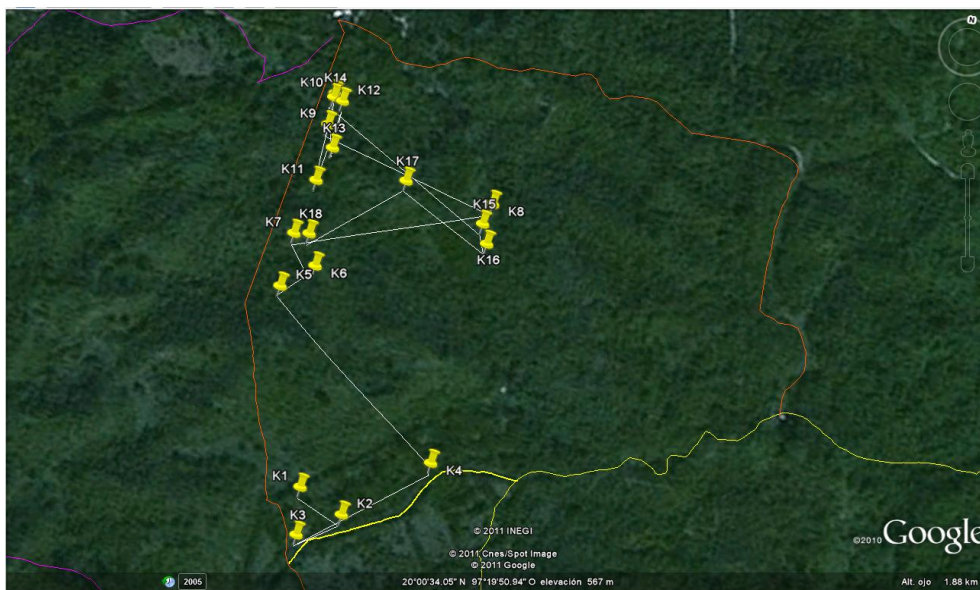 N
K10 K14
K12
K9
K13
K11
K17
K7 K18
K15
K8
K16
K5
K6
K1
K4
K2
K3
© 2011 INEGI
© 2011 Cnes/Spot Image
© 2011 Google
©2010 Google
2005
20°00'34.05" N 97°19'50.94" O elevación 567 m
Alt. ojo 1.88 km